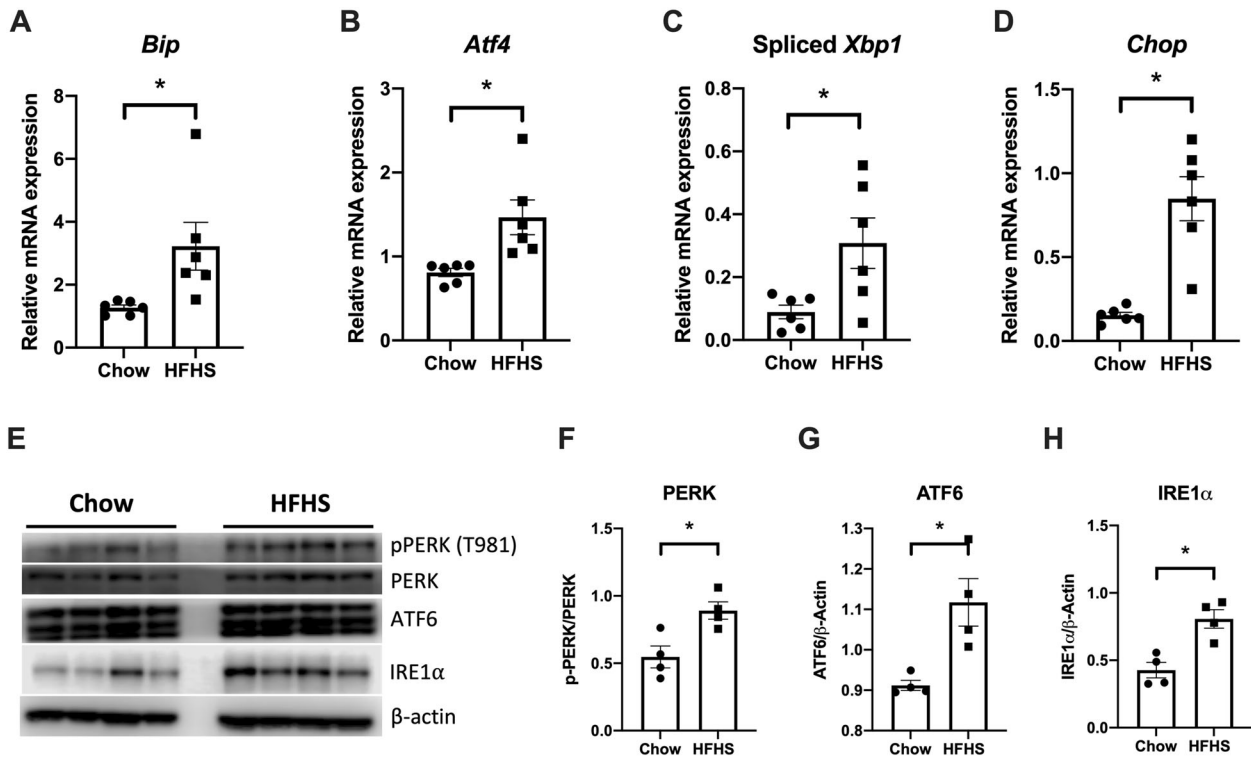 A
Bip
Relative mRNA expression
8
6
4
2
0
*
Chow HFHS
B
Atf4
Relative mRNA expression
3
2
1
0
*
Chow HFHS
C
Spliced Xbp1
Relative mRNA expression
0.8
0.6
0.4
0.2
0.0
*
Chow HFHS
D
Chop
Relative mRNA expression
1.5
1.0
0.5
0.0
*
Chow HFHS
E
Chow HFHS
pPERK (T981)
PERK
ATF6
IRE1α
β-actin
F
PERK
p-PERK/PERK
1.5
1.0
0.5
0.0
*
Chow HFHS
G
ATF6
ATF6/β-Actin
1.3
1.2
1.1
1.0
0.9
0.8
*
Chow HFHS
H
IRE1α
IRE1α/β-Actin
1.5
1.0
0.5
0.0
*
Chow HFHS